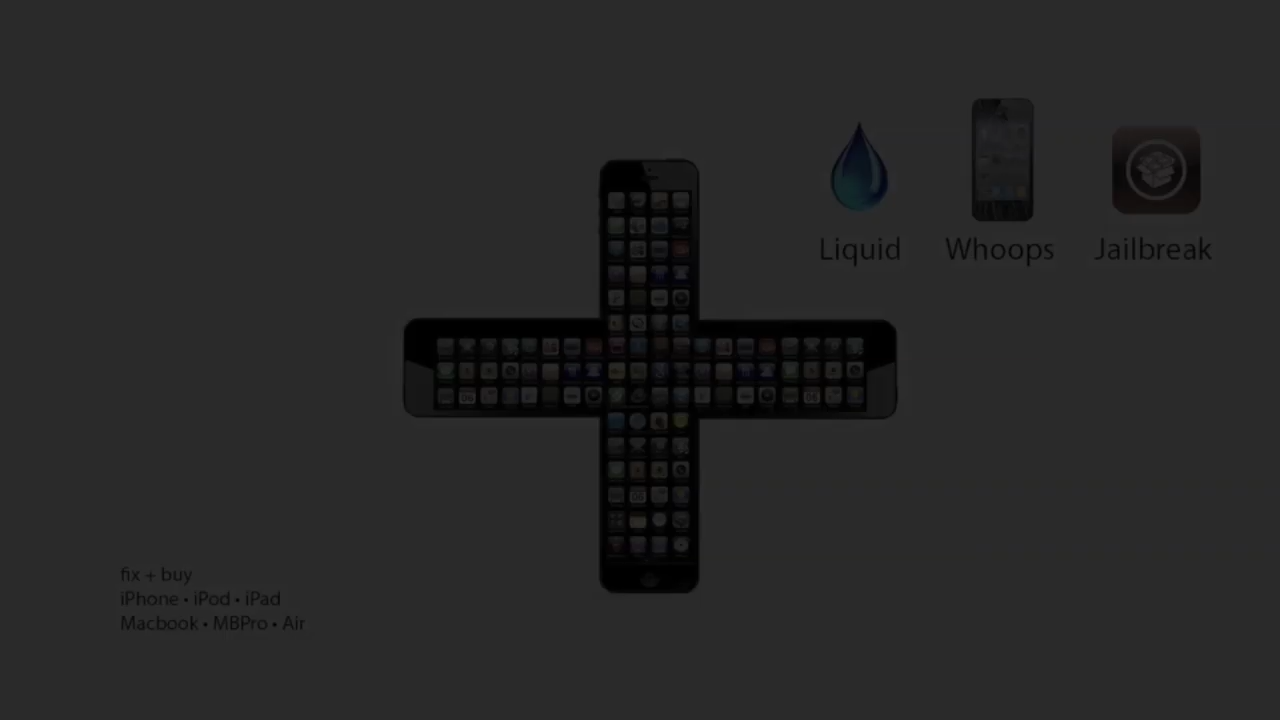 Liquid
Whoops
Jailbreak
fix + buy
iPhone • iPod • iPad
Macbook • MBPro • Air